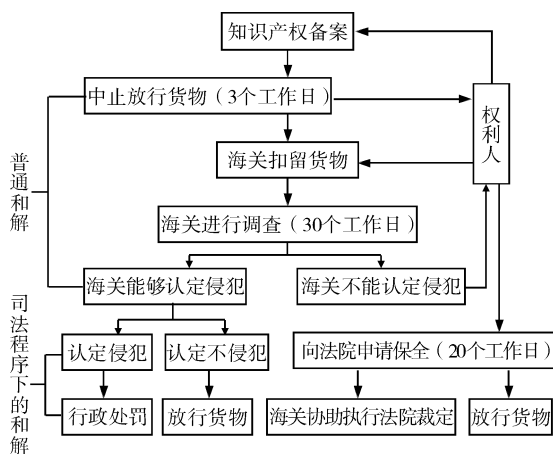 知识产权备案
中止放行货物（3个工作日）
权利人
海关扣留货物
普通和解
海关进行调查（30个工作日）
海关能够认定侵犯
海关不能认定侵犯
司法程序下的和解
认定侵犯
认定不侵犯
向法院申请保全（20个工作日）
行政处罚
放行货物
海关协助执行法院裁定
放行货物